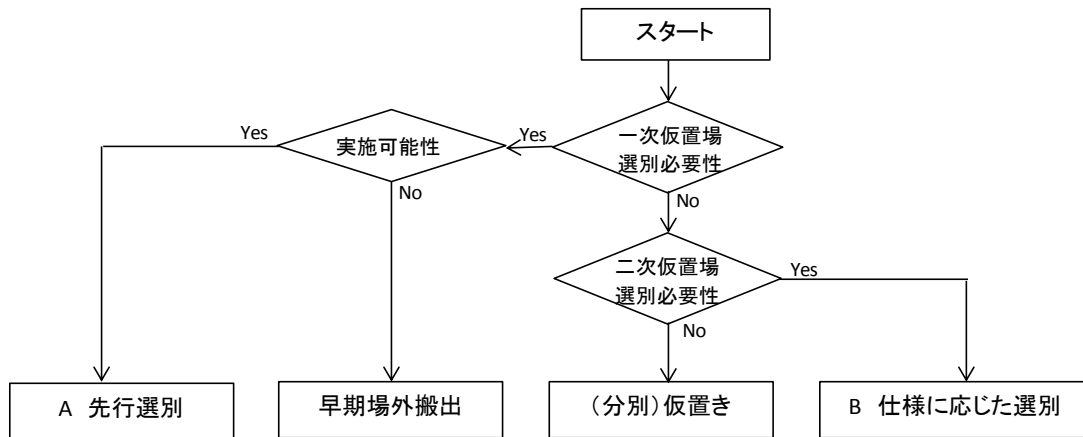 スタート
一次仮置場
選別必要性
Yes
実施可能性
Yes
No
No
二次仮置場
選別必要性
Yes
No
A 先行選別
早期場外搬出
（分別）仮置き
B 仕様に応じた選別